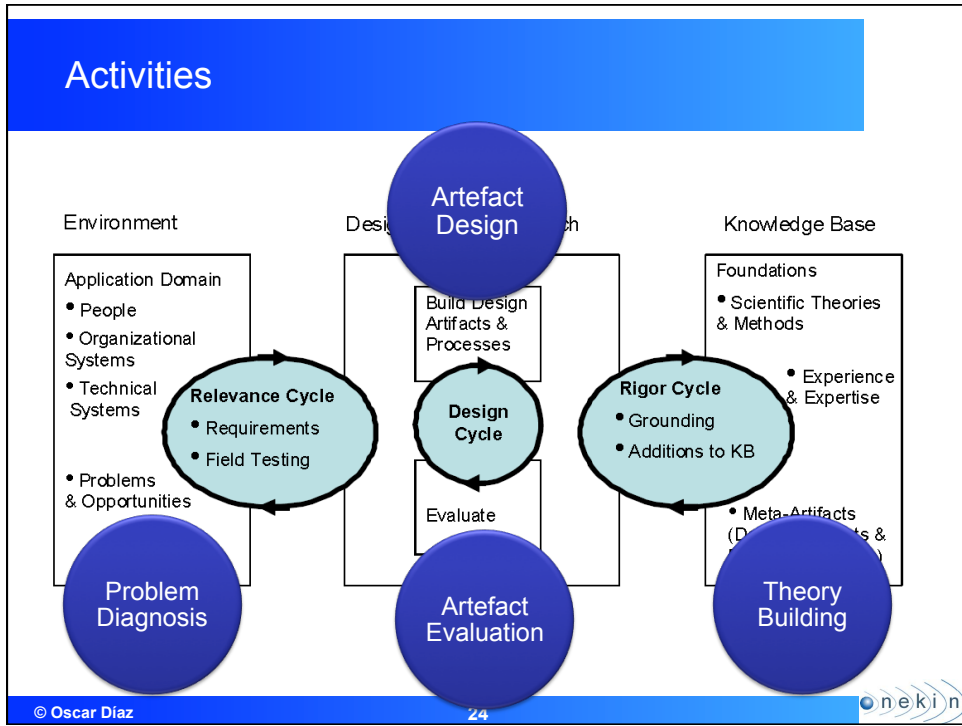 Activities
Artefact
Design
Environment
Knowledge Base
Application Domain
• People
• Organizational
Systems
• Technical
Systems
• Problems
& Opportunities
Relevance Cycle
• Requirements
• Field Testing
Build Design
Artifacts &
Processes
Design
Cycle
Evaluate
Rigor Cycle
• Grounding
• Additions to KB
Foundations
• Scientific Theories
& Methods
• Experience
& Expertise
• Meta-Artifacts
Problem
Diagnosis
Artefact
Evaluation
Theory
Building
© Oscar Díaz
24
onekin